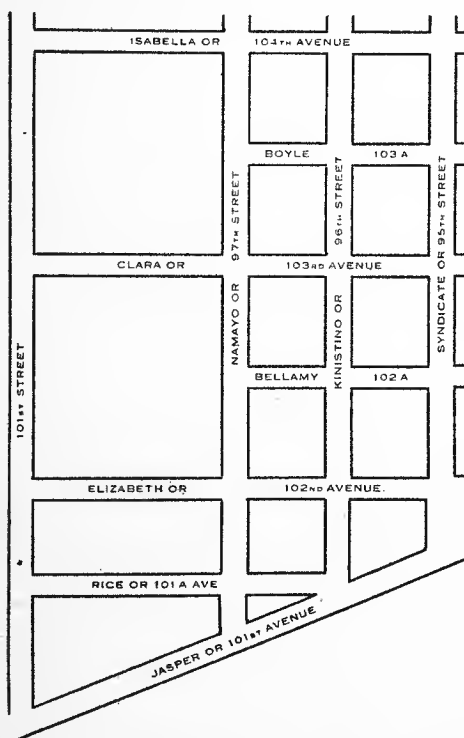 ISABELLA OR 104TH AVENUE
BOYLE 103 A
97TH STREET
96TH STREET
SYNDICATE OR 95TH STREET
CLARA OR 103RD AVENUE
NAMAYO OR
KINISTINO OR
101ST STREET
BELLAMY 102 A
ELIZABETH OR 102ND AVENUE.
RICE OR 101 A AVE
JASPER OR 101ST AVENUE